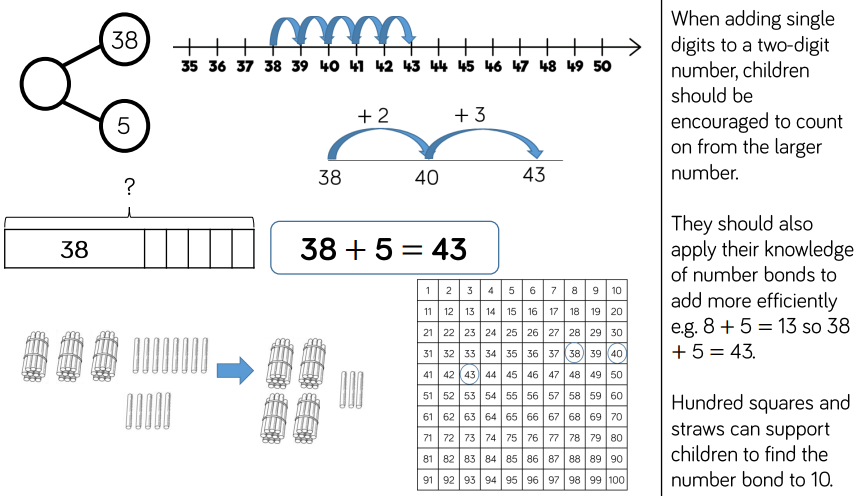 38
5
35 36 37 38 39 40 41 42 43 44 45 46 47 48 49 50
+ 2 + 3
38 40 43
?
38
38 + 5 = 43
1 2 3 4 5 6 7 8 9 10
11 12 13 14 15 16 17 18 19 20
21 22 23 24 25 26 27 28 29 30
31 32 33 34 35 36 37 38 39 40
41 42 43 44 45 46 47 48 49 50
51 52 53 54 55 56 57 58 59 60
61 62 63 64 65 66 67 68 69 70
71 72 73 74 75 76 77 78 79 80
81 82 83 84 85 86 87 88 89 90
91 92 93 94 95 96 97 98 99 100
When adding single
digits to a two-digit
number, children
should be
encouraged to count
on from the larger
number.
They should also
apply their knowledge
of number bonds to
add more efficiently
e.g. 8 + 5 = 13 so 38
+ 5 = 43.
Hundred squares and
straws can support
children to find the
number bond to 10.